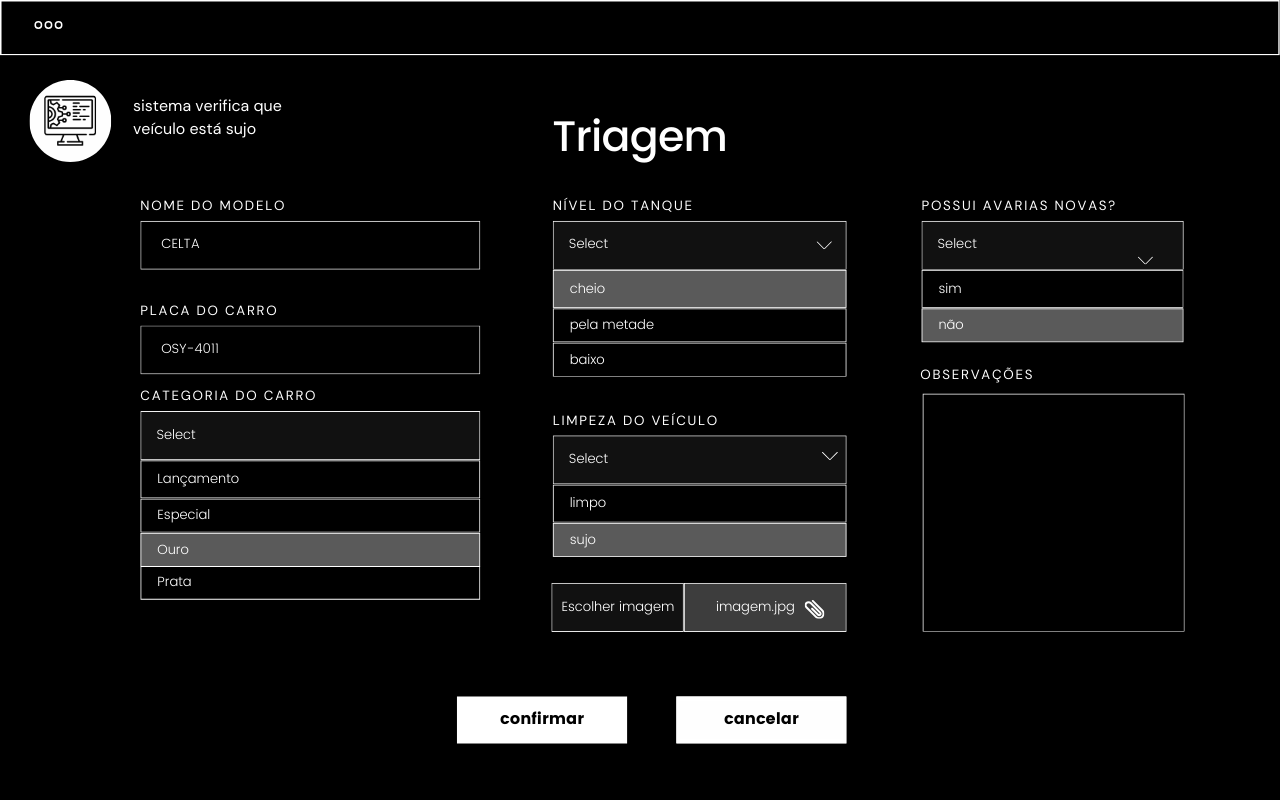 sistema verifica que
veículo está sujo
Triagem
NOME DO MODELO
CELTA
PLACA DO CARRO
OSY-4011
CATEGORIA DO CARRO
Select
Lançamento
Especial
Ouro
Prata
NÍVEL DO TANQUE
Select
cheio
pela metade
baixo
LIMPEZA DO VEÍCULO
Select
limpo
sujo
Escolher imagem
imagem.jpg
POSSUI AVARIAS NOVAS?
Select
sim
não
OBSERVAÇÕES
confirmar
cancelar